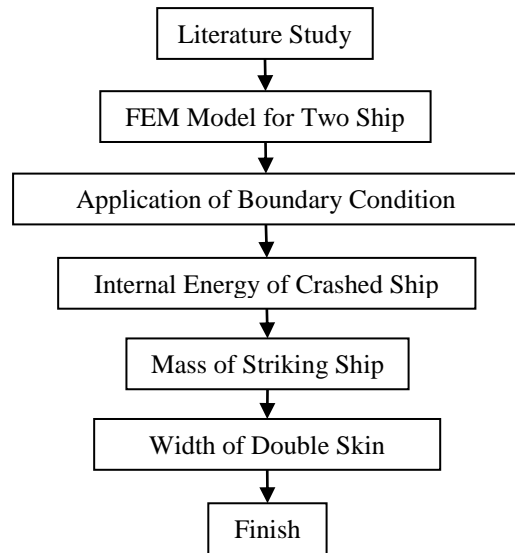 Literature Study
FEM Model for Two Ship
Application of Boundary Condition
Internal Energy of Crashed Ship
Mass of Striking Ship
Width of Double Skin
Finish